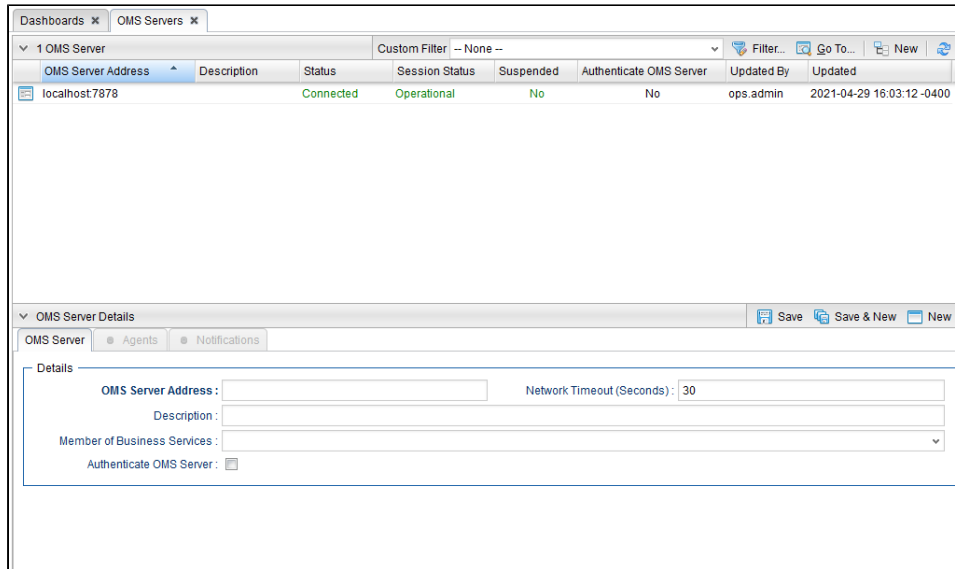 Dashboards OMS Servers
1 OMS Server Custom Filter -- None -- Filter... Go To... New
OMS Server Address Description Status Session Status Suspended Authenticate OMS Server Updated By Updated
localhost:7878 Connected Operational No No ops.admin 2021-04-29 16:03:12 -0400
OMS Server Details Save Save & New New
OMS Server Agents Notifications
Details
OMS Server Address : Network Timeout (Seconds) : 30
Description :
Member of Business Services :
Authenticate OMS Server :